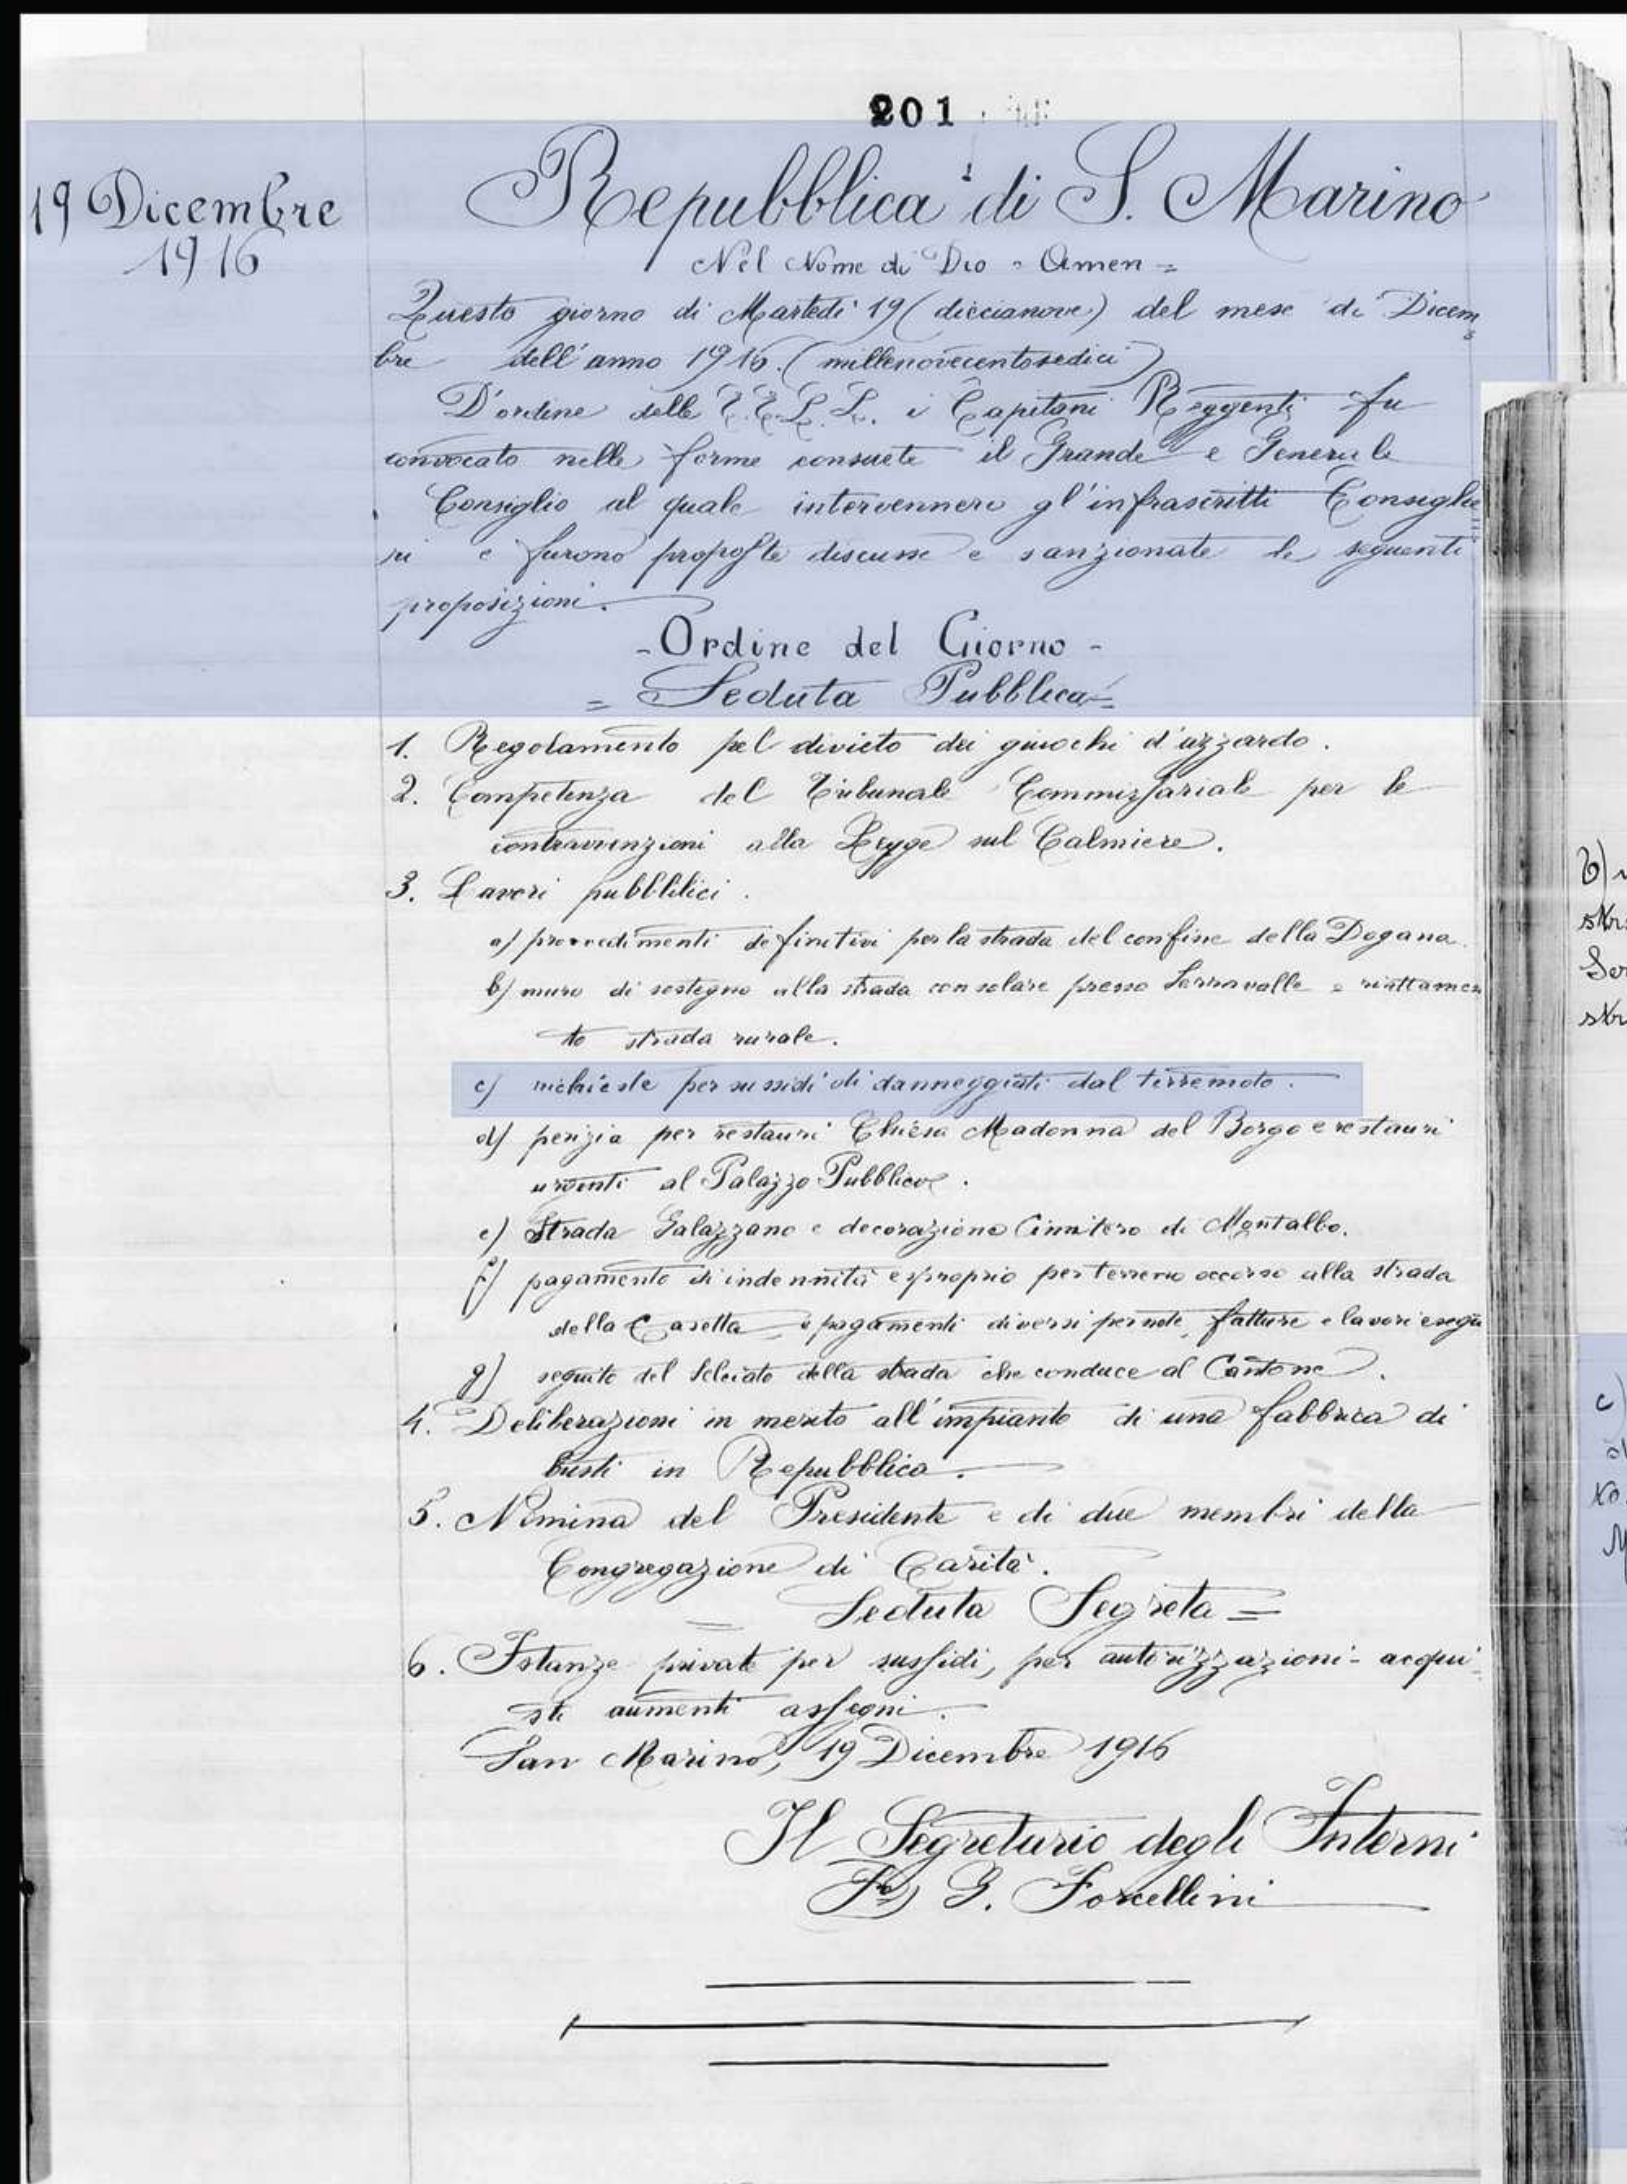 201
19 Dicembre
1916
Repubblica di S. Marino
Nel Nome di Dio - Amen =
Questo giorno di Martedì 19 (diecianove) del mese di Dicem
bre dell'anno 1916. (millenovecentosedici)
D'ordine delle E.E.L.L. i Capitani Reggenti fu
convocato nelle forme consuete il Grande e Generale
Consiglio al quale intervennero gl'infrascritti Consiglie
ri e furono proposte discusse e sanzionate le seguenti
proposizioni.
- Ordine del Giorno -
= Seduta Pubblica =
1. Regolamento pel divieto dei giuochi d'azzardo.
2. Competenza del Tribunale Commissariale per le
contravvenzioni alla Legge sul Calmiere.
3. Lavori pubblilici.
a) provvedimenti definitivi per la strada del confine della Dogana.
b) muro di sostegno alla strada consolare presso Serravalle e riattamen
to strada rurale.
c) richieste per sussidi di danneggiati dal terremoto.
d) perizia per restauri Chiesa Madonna del Borgo e restauri
urgenti al Palazzo Pubblico.
e) Strada Galazzano e decorazione Cimitero di Montalbo.
f) pagamento di indennità esproprio per terreno occorso alla strada
della Casetta e pagamenti diversi per note, fatture e lavori esegui
g) seguito del Selciato della strada che conduce al Cantone.
4. Deliberazioni in merito all'impianto di una fabbrica di
busti in Repubblica.
5. Nomina del Presidente e di due membri della
Congregazione di Carità.
= Seduta Segreta =
6. Istanze private per sussidi, per autorizzazioni - acqui
sti aumenti assegni.
San Marino, 19 Dicembre 1916
Il Segretario degli Interni
Fto G. Forcellini
b)
c)